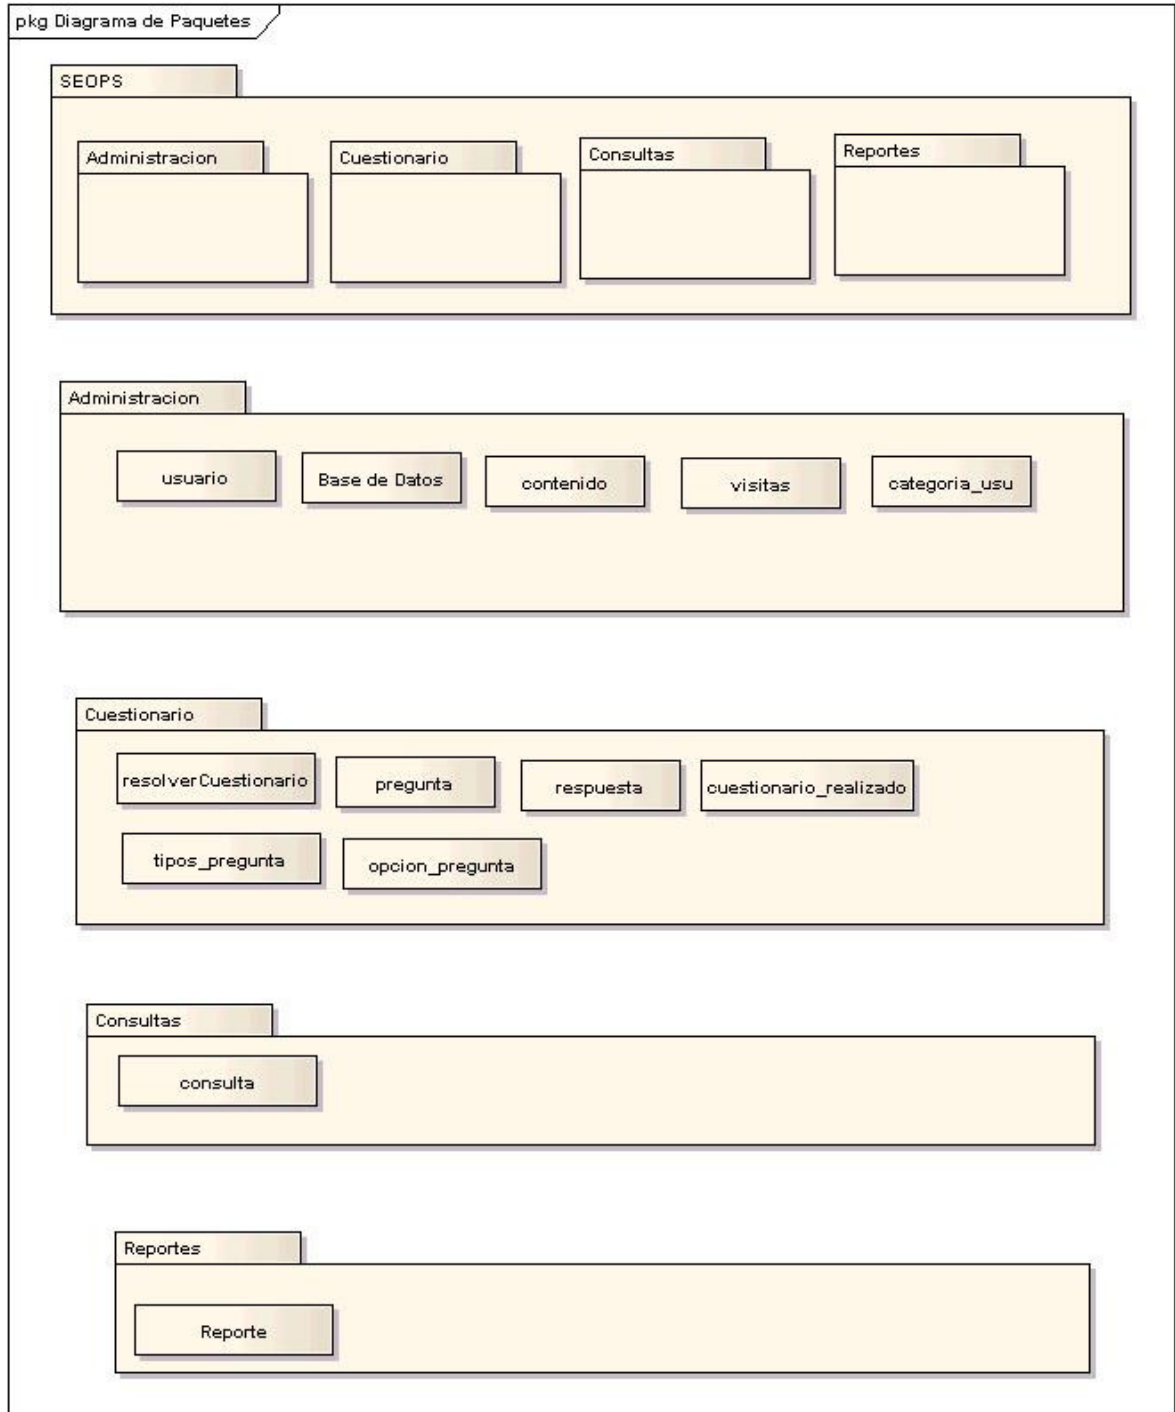 pkg Diagrama de Paquetes
SEOPS
Administracion
Cuestionario
Consultas
Reportes
Administracion
usuario
Base de Datos
contenido
visitas
categoria_usu
Cuestionario
resolverCuestionario
pregunta
respuesta
cuestionario_realizado
tipos_pregunta
opcion_pregunta
Consultas
consulta
Reportes
Reporte